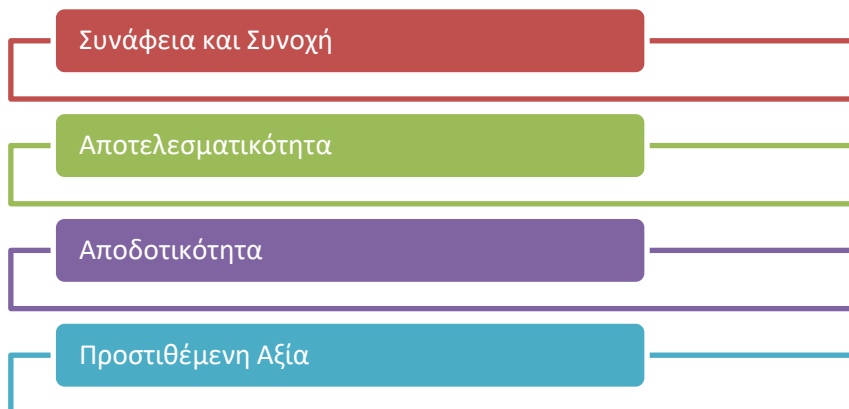 Συνάφεια και Συνοχή
Αποτελεσματικότητα
Αποδοτικότητα
Προστιθέμενη Αξία